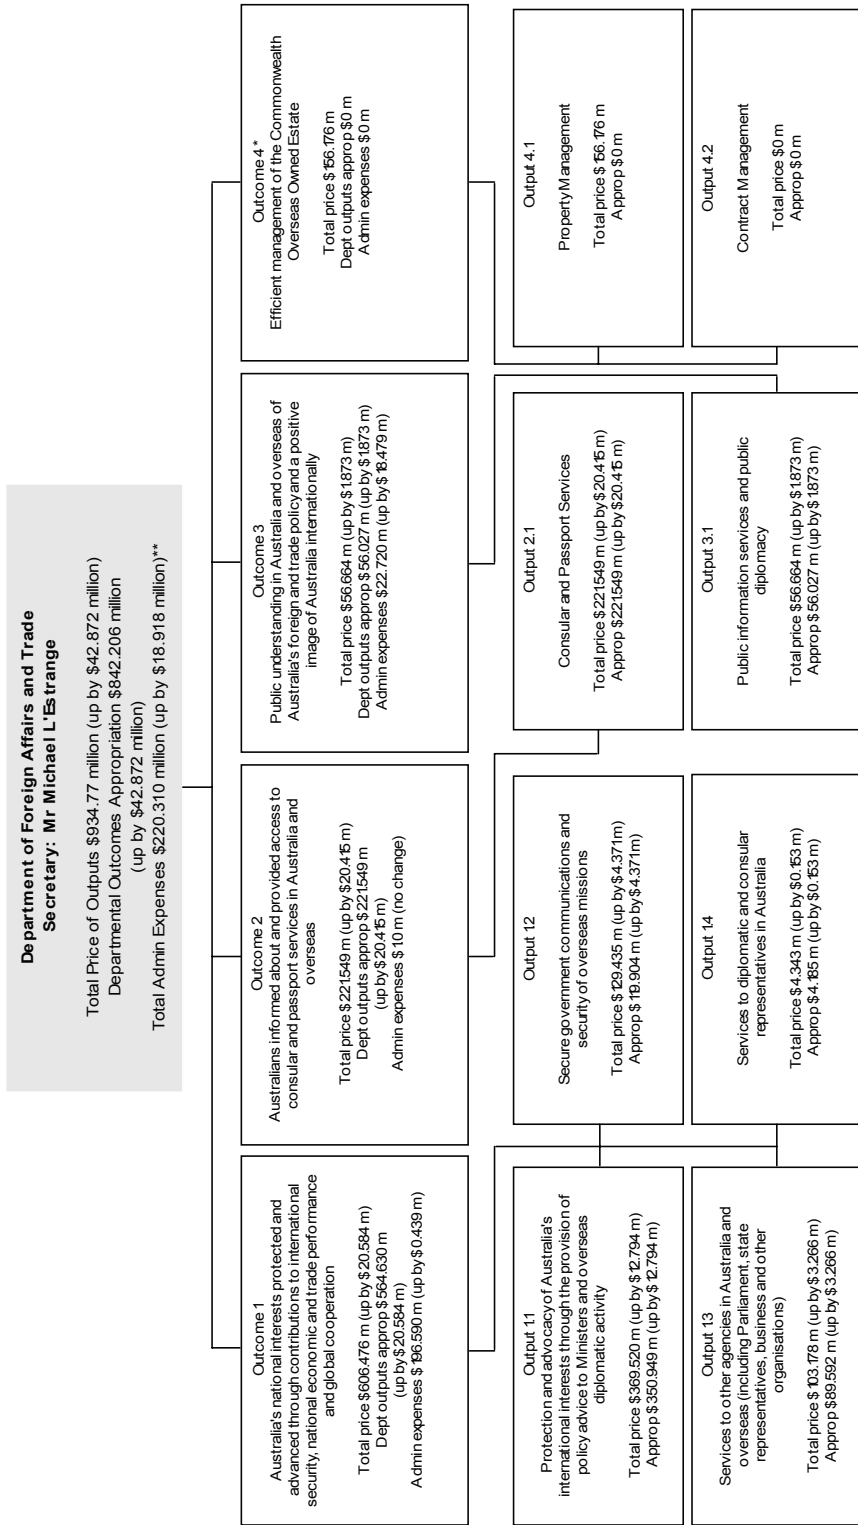 Department of Foreign Affairs and Trade
Secretary: Mr Michael L'Estrange
Total Price of Outputs $934.77 million (up by $42.872 million)
Departmental Outcomes Appropriation $842.206 million
(up by $42.872 million)
Total Admin Expenses $220.310 million (up by $18.918 million)**
Outcome 1
Australia's national interests protected and
advanced through contributions to international
security, national economic and trade performance
and global cooperation
Total price $606.476 m (up by $20.584 m)
Dept outputs approp $564.630 m
(up by $20.584 m)
Admin expenses $196.590 m (up by $0.439 m)
Outcome 2
Australians informed about and provided access to
consular and passport services in Australia and
overseas
Total price $221.549 m (up by $20.415 m)
Dept outputs approp $221.549 m
(up by $20.415 m)
Admin expenses $1.0 m (no change)
Outcome 3
Public understanding in Australia and overseas of
Australia's foreign and trade policy and a positive
image of Australia internationally
Total price $56.664 m (up by $1.873 m)
Dept outputs approp $56.027 m (up by $1.873 m)
Admin expenses $22.720 m (up by $18.479 m)
Outcome 4*
Efficient management of the Commonwealth
Overseas Owned Estate
Total price $156.176 m
Dept outputs approp $0 m
Admin expenses $0 m
Output 1.1
Protection and advocacy of Australia's
international interests through the provision of
policy advice to Ministers and overseas
diplomatic activity
Total price $369.520 m (up by $12.794 m)
Approp $350.949 m (up by $12.794 m)
Output 1.2
Secure government communications and
security of overseas missions
Total price $129.435 m (up by $4.371m)
Approp $119.904 m (up by $4.371m)
Output 2.1
Consular and Passport Services
Total price $221.549 m (up by $20.415 m)
Approp $221.549 m (up by $20.415 m)
Output 4.1
Property Management
Total price $156.176 m
Approp $0 m
Output 1.3
Services to other agencies in Australia and
overseas (including Parliament, state
representatives, business and other
organisations)
Total price $103.178 m (up by $3.266 m)
Approp $89.592 m (up by $3.266 m)
Output 1.4
Services to diplomatic and consular
representatives in Australia
Total price $4.343 m (up by $0.153 m)
Approp $4.185 m (up by $0.153 m)
Output 3.1
Public information services and public
diplomacy
Total price $56.664 m (up by $1.873 m)
Approp $56.027 m (up by $1.873 m)
Output 4.2
Contract Management
Total price $0 m
Approp $0 m